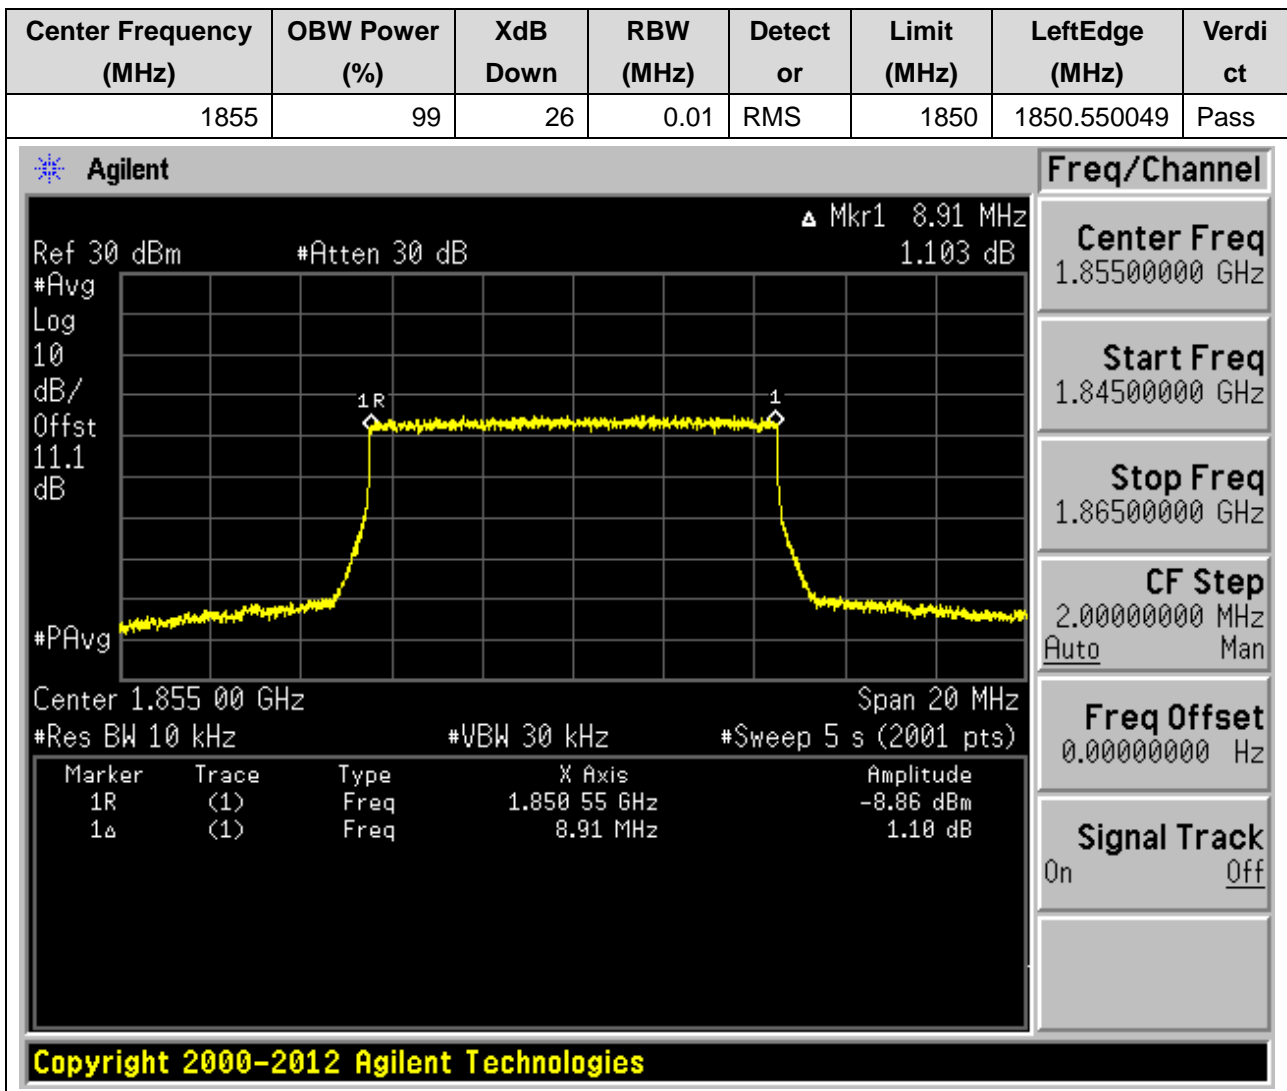 Center Frequency (MHz) OBW Power (%) XdB Down RBW (MHz) Detect or Limit (MHz) LeftEdge (MHz) Verdi ct
1855 99 26 0.01 RMS 1850 1850.550049 Pass
Agilent
Freq/Channel
Δ Mkr1 8.91 MHz
Ref 30 dBm #Atten 30 dB 1.103 dB
#Avg
Log
10
dB/
Offst
11.1
dB
#PAvg
1R
1
Center 1.855 00 GHz Span 20 MHz
#Res BW 10 kHz #VBW 30 kHz #Sweep 5 s (2001 pts)
Marker Trace Type X Axis Amplitude
1R (1) Freq 1.850 55 GHz -8.86 dBm
1Δ (1) Freq 8.91 MHz 1.10 dB
Center Freq
1.85500000 GHz
Start Freq
1.84500000 GHz
Stop Freq
1.86500000 GHz
CF Step
2.00000000 MHz
Auto Man
Freq Offset
0.00000000 Hz
Signal Track
On Off
Copyright 2000-2012 Agilent Technologies